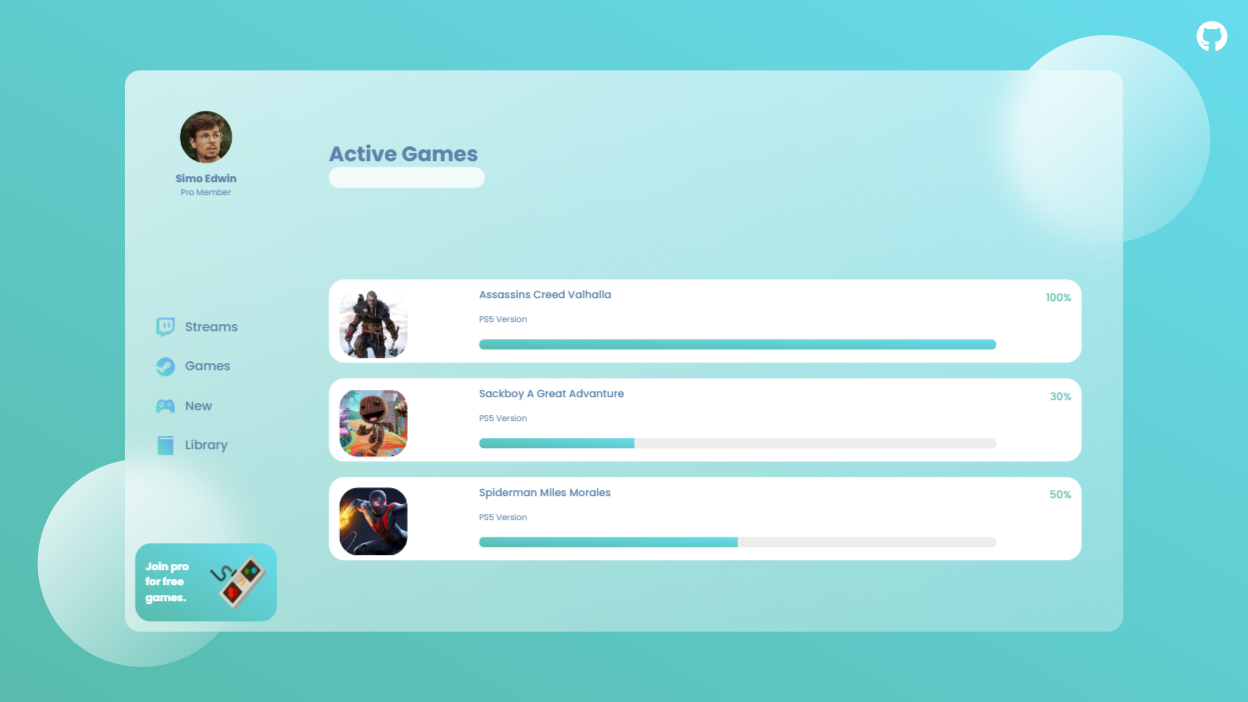 Simo Edwin
Pro Member
Streams
Games
New
Library
Join pro
for free
games.
Active Games
Assassins Creed Valhalla
PS5 Version
100%
Sackboy A Great Advanture
PS5 Version
30%
Spiderman Miles Morales
PS5 Version
50%